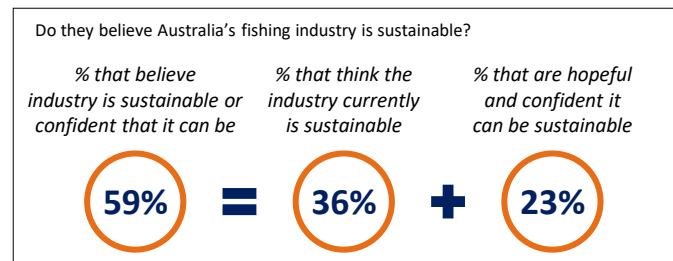 Do they believe Australia's fishing industry is sustainable?
% that believe
industry is sustainable or
confident that it can be
% that think the
industry currently
is sustainable
% that are hopeful
and confident it
can be sustainable
59% = 36% + 23%